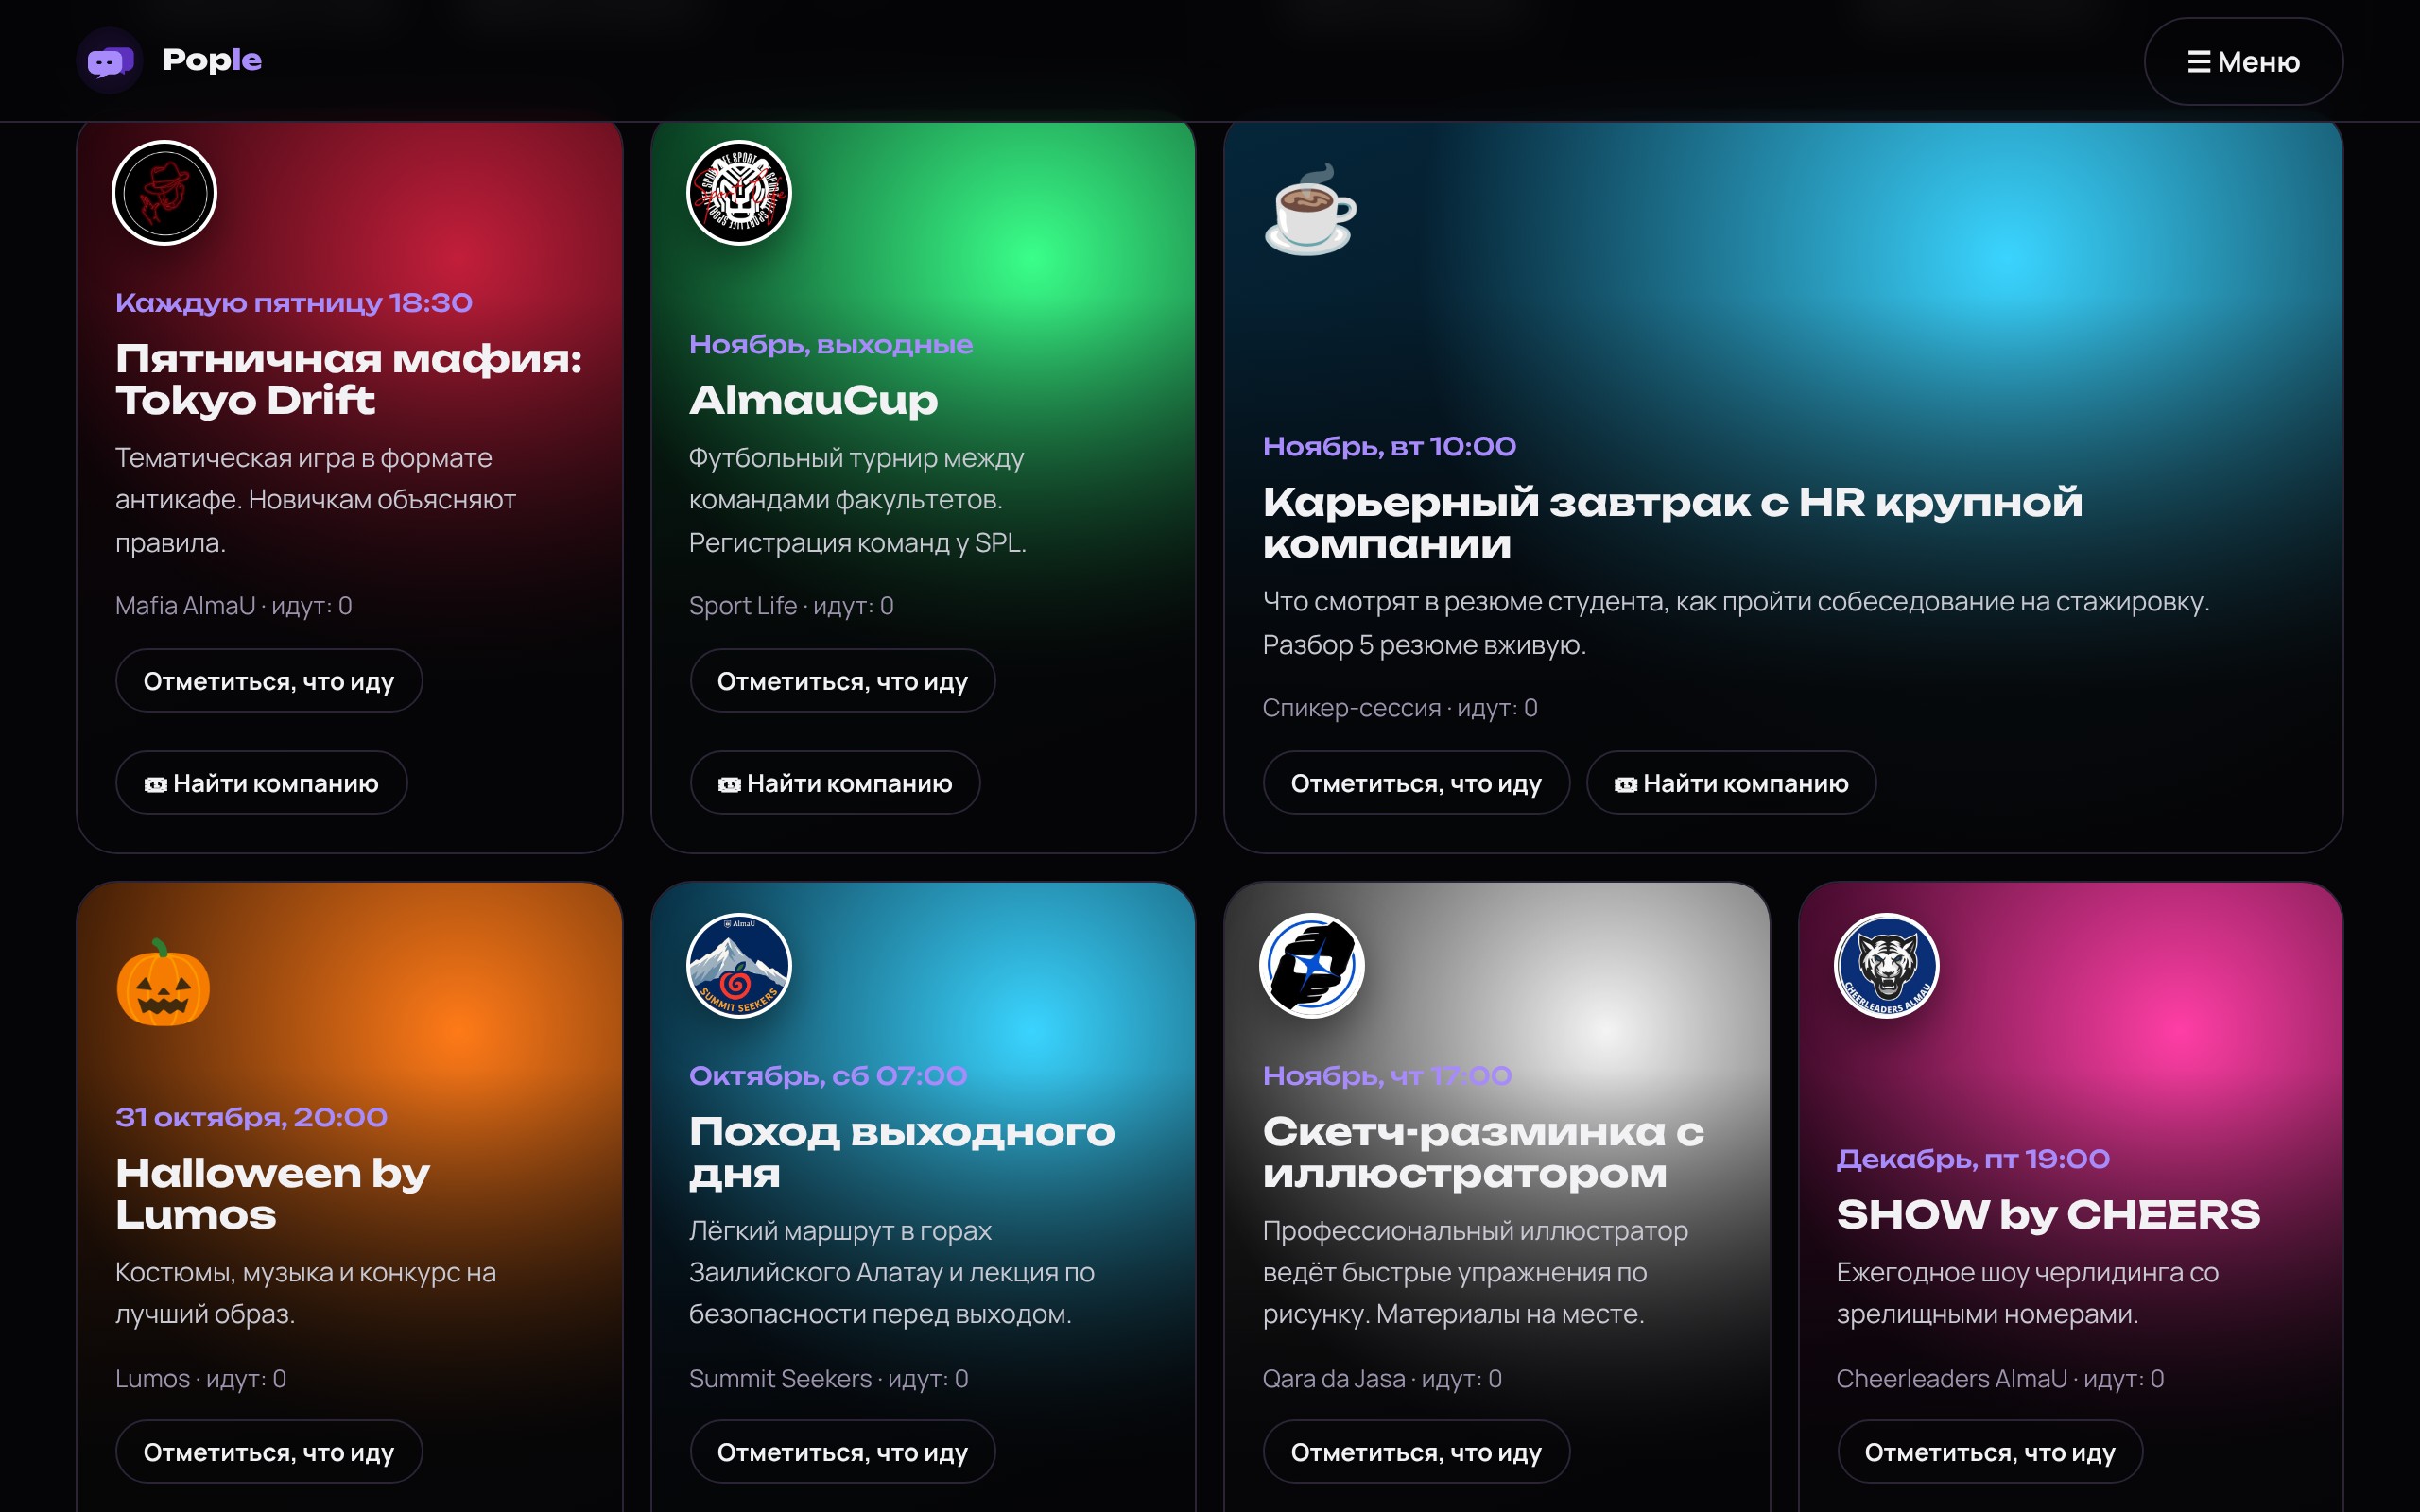 Pople
☰ Меню
Каждую пятницу 18:30
Пятничная мафия:
Tokyo Drift
Тематическая игра в формате
антикафе. Новичкам объясняют
правила.
Mafia AlmaU · идут: 0
Отметиться, что иду
🎟 Найти компанию
Ноябрь, выходные
AlmauCup
Футбольный турнир между
командами факультетов.
Регистрация команд у SPL.
Sport Life · идут: 0
Отметиться, что иду
🎟 Найти компанию
Ноябрь, вт 10:00
Карьерный завтрак с HR крупной
компании
Что смотрят в резюме студента, как пройти собеседование на стажировку.
Разбор 5 резюме вживую.
Спикер-сессия · идут: 0
Отметиться, что иду
🎟 Найти компанию
31 октября, 20:00
Halloween by
Lumos
Костюмы, музыка и конкурс на
лучший образ.
Lumos · идут: 0
Отметиться, что иду
AlmaU
SUMMIT SEEKERS
Октябрь, сб 07:00
Поход выходного
дня
Лёгкий маршрут в горах
Заилийского Алатау и лекция по
безопасности перед выходом.
Summit Seekers · идут: 0
Отметиться, что иду
Ноябрь, чт 17:00
Скетч-разминка с
иллюстратором
Профессиональный иллюстратор
ведёт быстрые упражнения по
рисунку. Материалы на месте.
Qara da Jasa · идут: 0
Отметиться, что иду
CHEERLEADERS ALMAU
Декабрь, пт 19:00
SHOW by CHEERS
Ежегодное шоу черлидинга со
зрелищными номерами.
Cheerleaders AlmaU · идут: 0
Отметиться, что иду